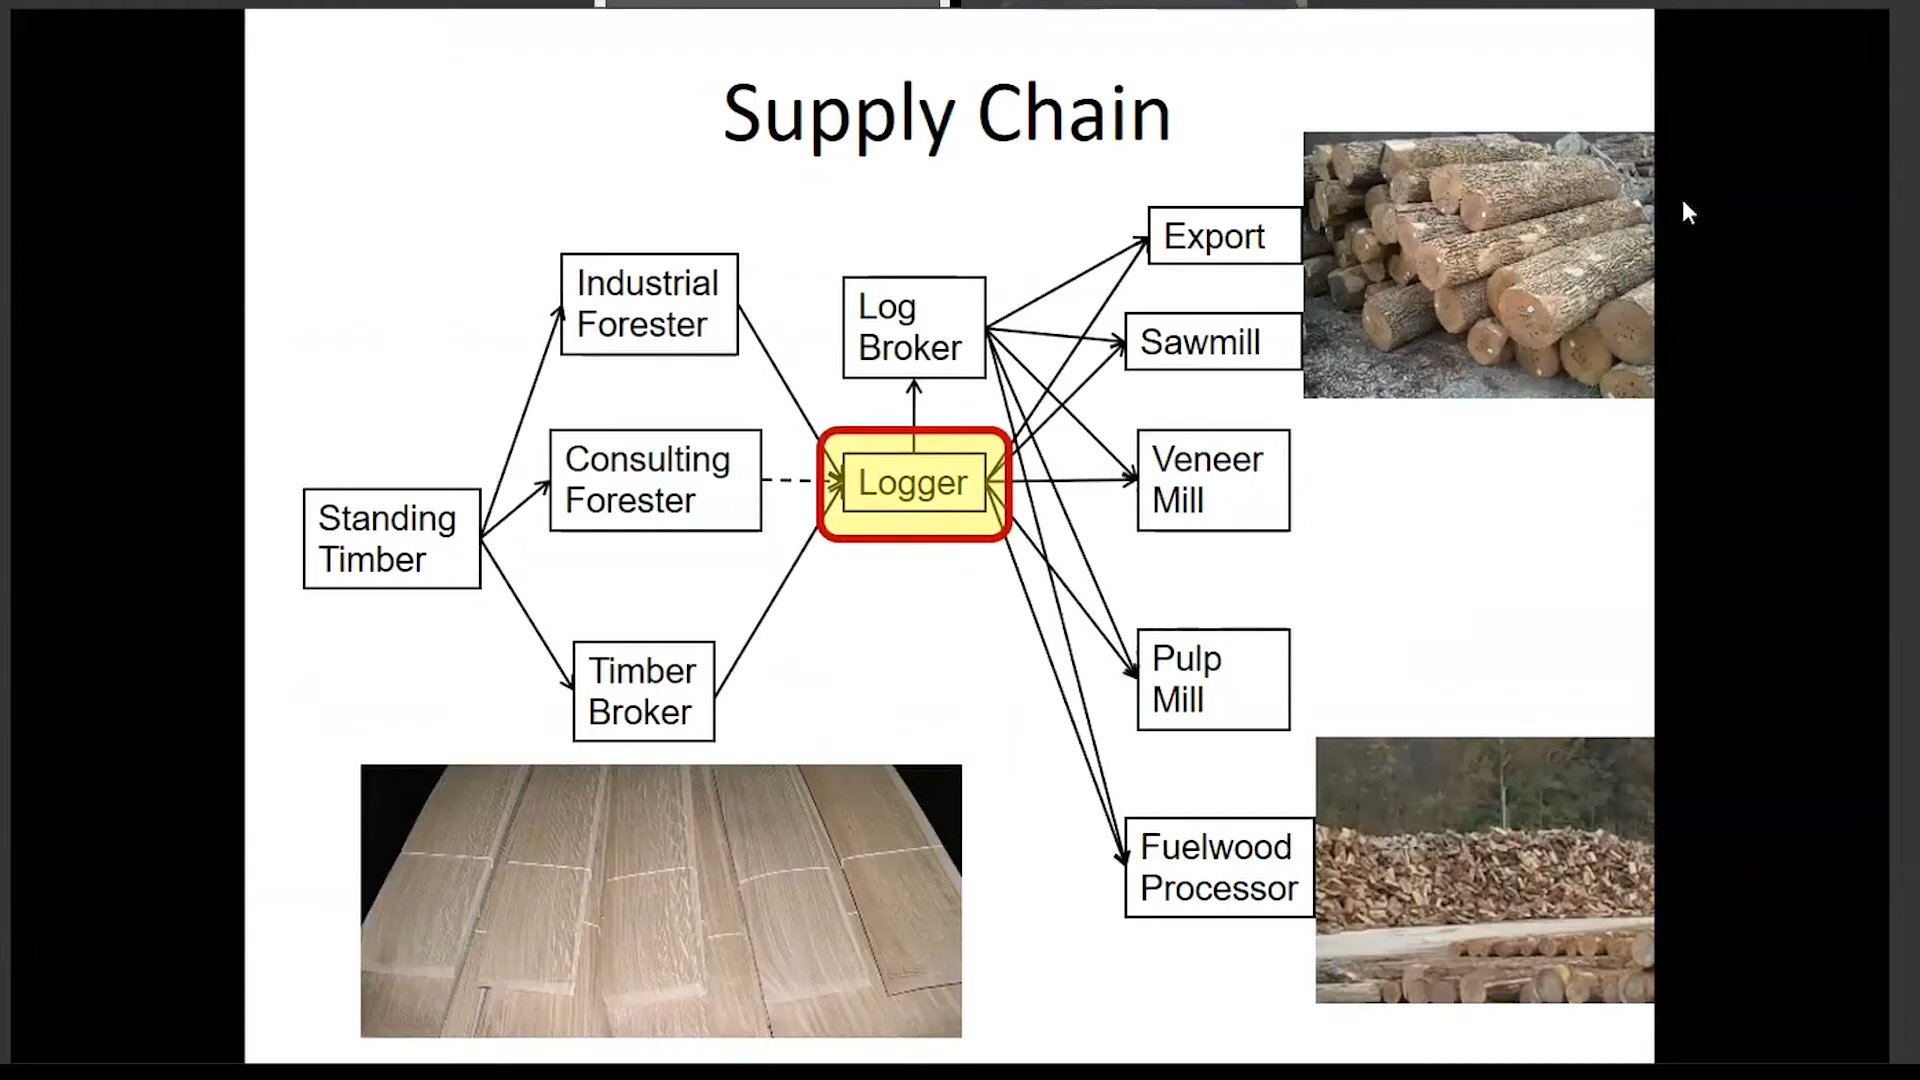 Supply Chain
Export
Industrial
Forester
Log
Broker
Sawmill
Consulting
Forester
Logger
Veneer
Mill
Standing
Timber
Timber
Broker
Pulp
Mill
Fuelwood
Processor